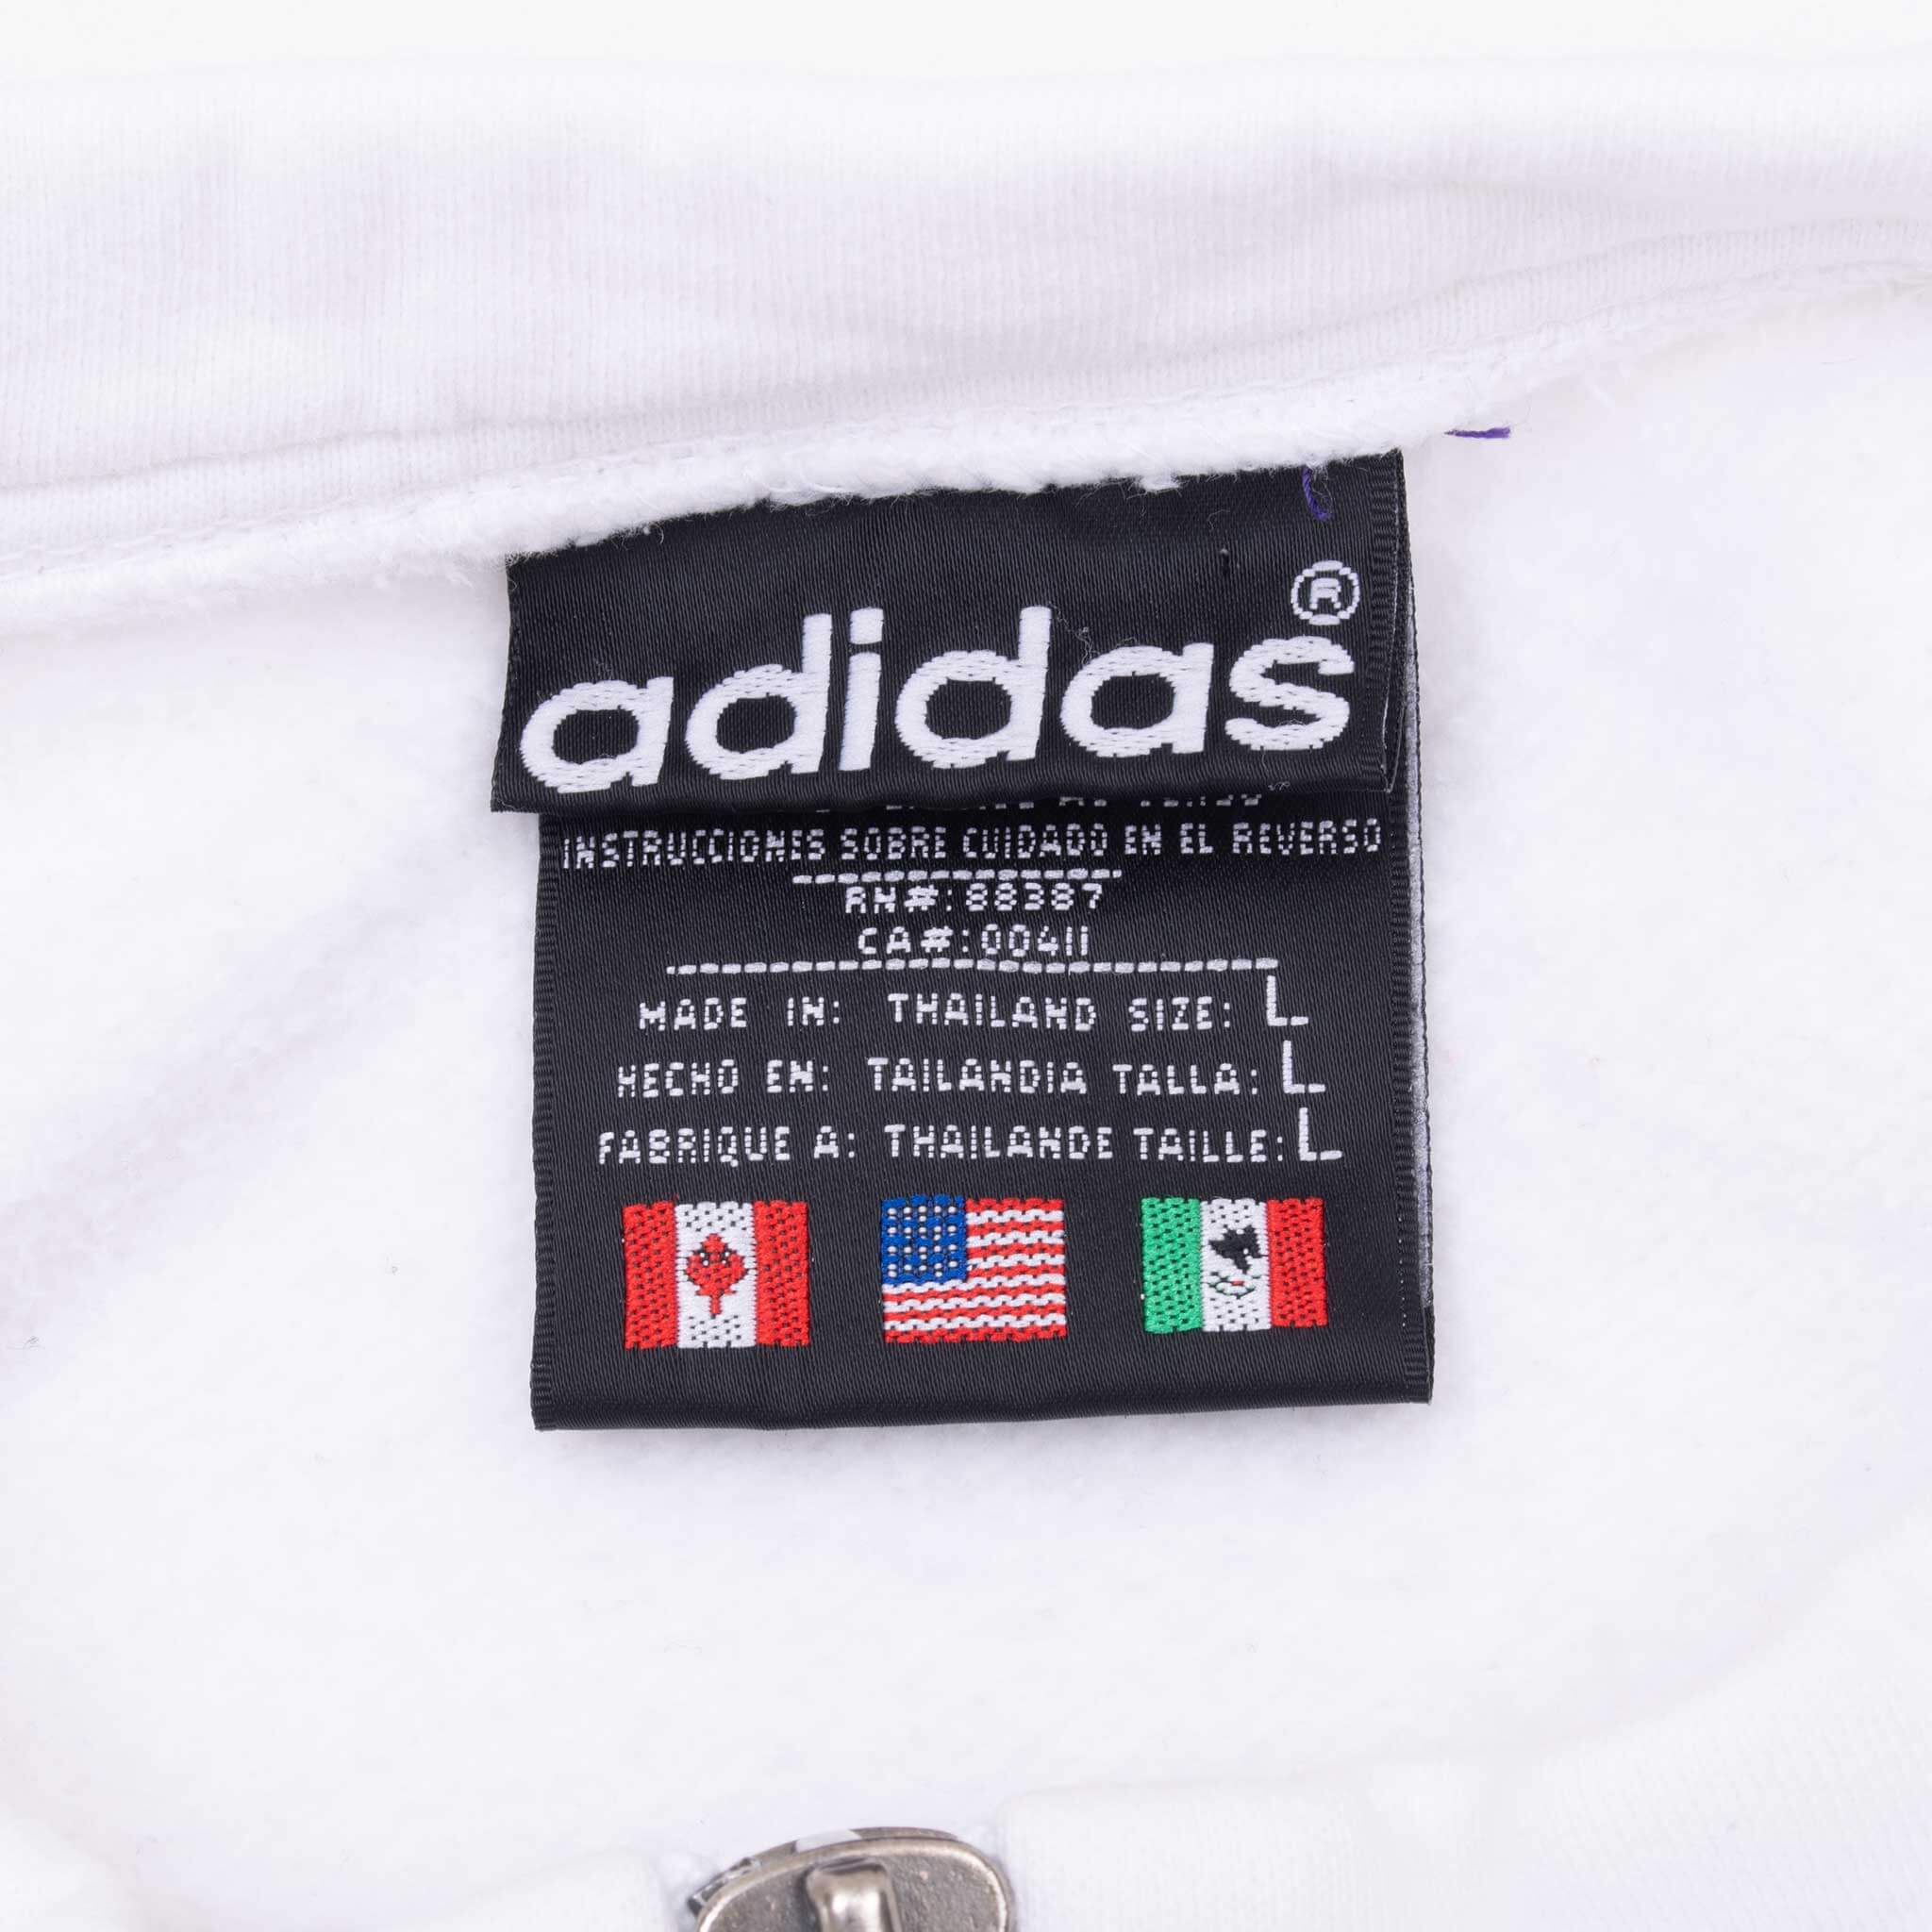 adidas®
INSTRUCCIONES SOBRE CUIDADO EN EL REVERSO
RN#:88387
CA#:00411
MADE IN: THAILAND SIZE: L
HECHO EN: TAILANDIA TALLA: L
FABRIQUE A: THAILANDE TAILLE: L